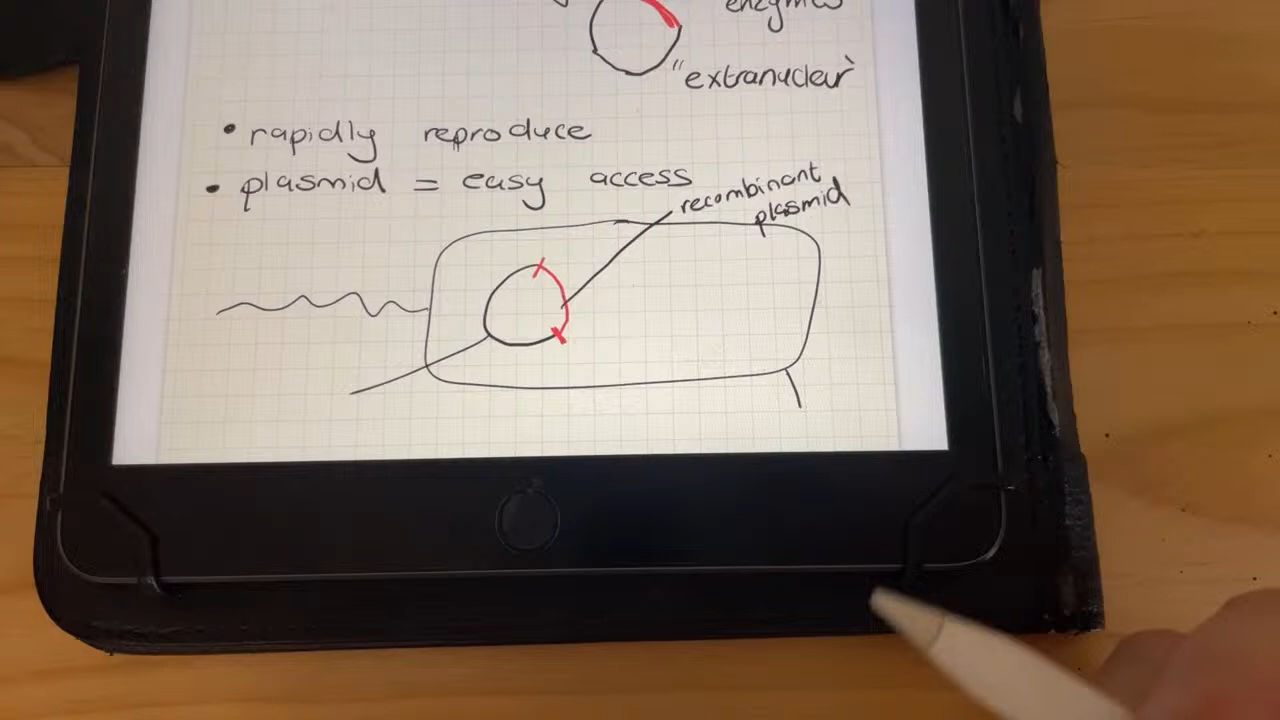 enzymes
"extranuclear"
• rapidly reproduce
• plasmid = easy access
recombinant
plasmid